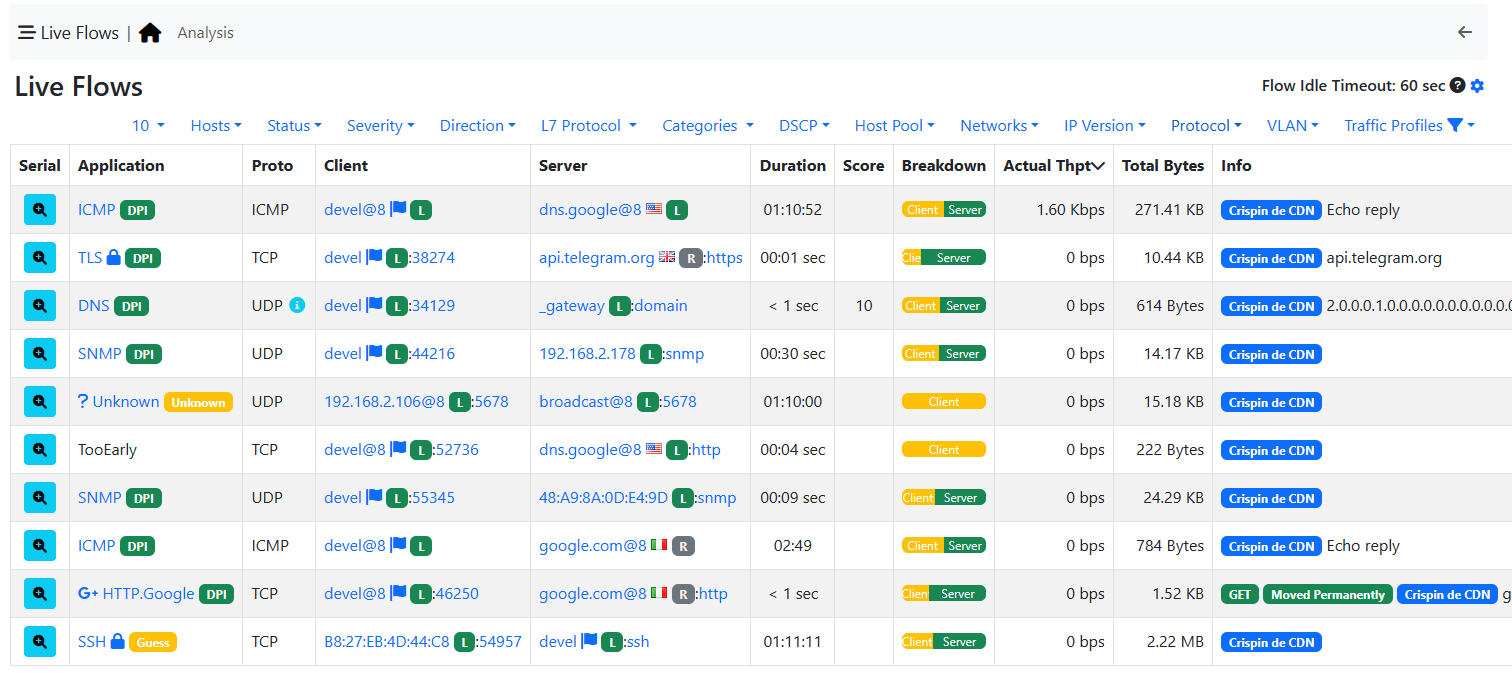 Live Flows | Analysis
Live Flows Flow Idle Timeout: 60 sec
10 Hosts Status Severity Direction L7 Protocol Categories DSCP Host Pool Networks IP Version Protocol VLAN Traffic Profiles
Serial Application Proto Client Server Duration Score Breakdown Actual Thpt Total Bytes Info
ICMP DPI ICMP devel@8 L dns.google@8 L 01:10:52 Client Server 1.60 Kbps 271.41 KB Crispin de CDN Echo reply
TLS DPI TCP devel L:38274 api.telegram.org R:https 00:01 sec Clie Server 0 bps 10.44 KB Crispin de CDN api.telegram.org
DNS DPI UDP devel L:34129 _gateway L:domain < 1 sec 10 Client Server 0 bps 614 Bytes Crispin de CDN 2.0.0.0.1.0.0.0.0.0.0.0.0.0.0
SNMP DPI UDP devel L:44216 192.168.2.178 L:snmp 00:30 sec Client Server 0 bps 14.17 KB Crispin de CDN
? Unknown Unknown UDP 192.168.2.106@8 L:5678 broadcast@8 L:5678 01:10:00 Client 0 bps 15.18 KB Crispin de CDN
TooEarly TCP devel@8 L:52736 dns.google@8 L:http 00:04 sec Client 0 bps 222 Bytes Crispin de CDN
SNMP DPI UDP devel L:55345 48:A9:8A:0D:E4:9D L:snmp 00:09 sec Client Server 0 bps 24.29 KB Crispin de CDN
ICMP DPI ICMP devel@8 L google.com@8 R 02:49 Client Server 0 bps 784 Bytes Crispin de CDN Echo reply
G+ HTTP.Google DPI TCP devel@8 L:46250 google.com@8 R:http < 1 sec Client Server 0 bps 1.52 KB GET Moved Permanently Crispin de CDN g
SSH Guess TCP B8:27:EB:4D:44:C8 L:54957 devel L:ssh 01:11:11 Client Server 0 bps 2.22 MB Crispin de CDN